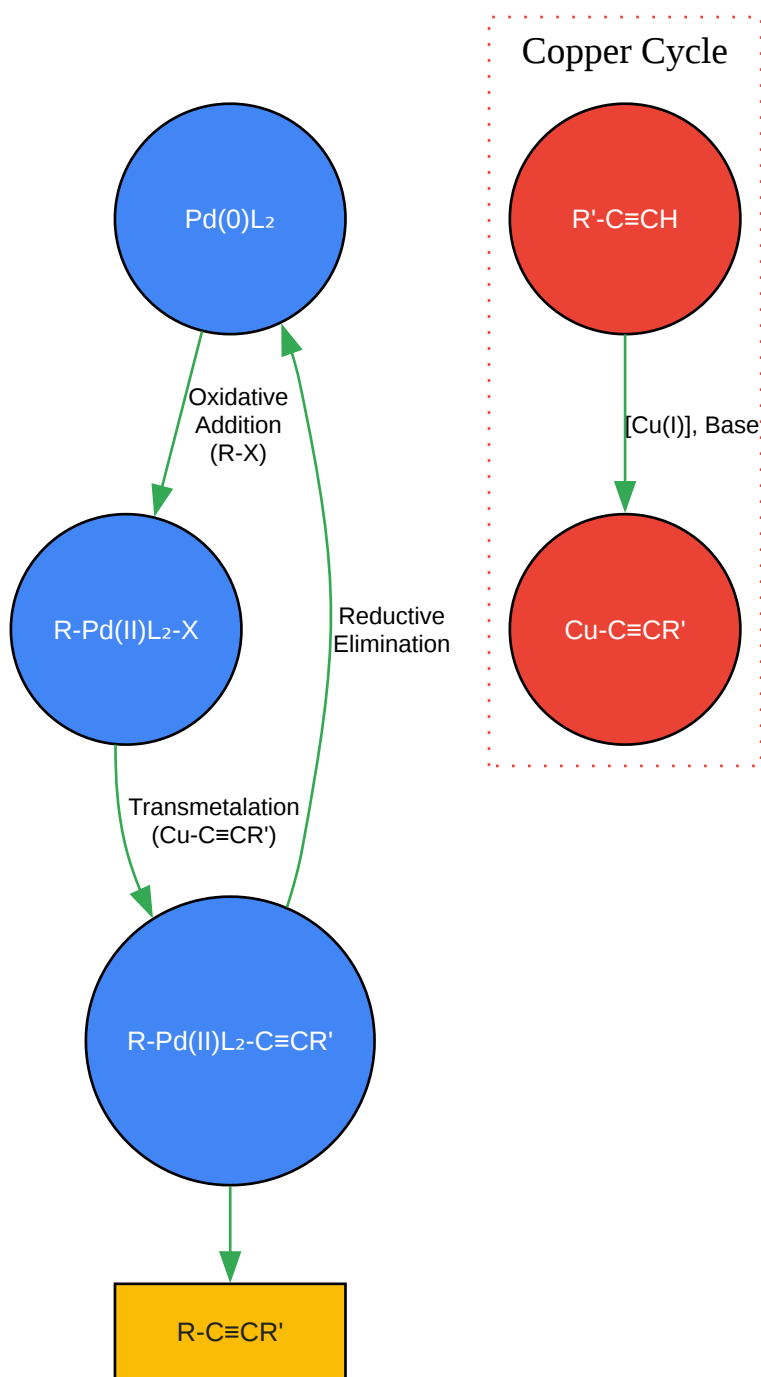 Copper Cycle
Pd(0)L₂
R'-C≡CH
Oxidative
Addition
(R-X)
[Cu(I)], Base
R-Pd(II)L₂-X
Cu-C≡CR'
Reductive
Elimination
Transmetalation
(Cu-C≡CR')
R-Pd(II)L₂-C≡CR'
R-C≡CR'